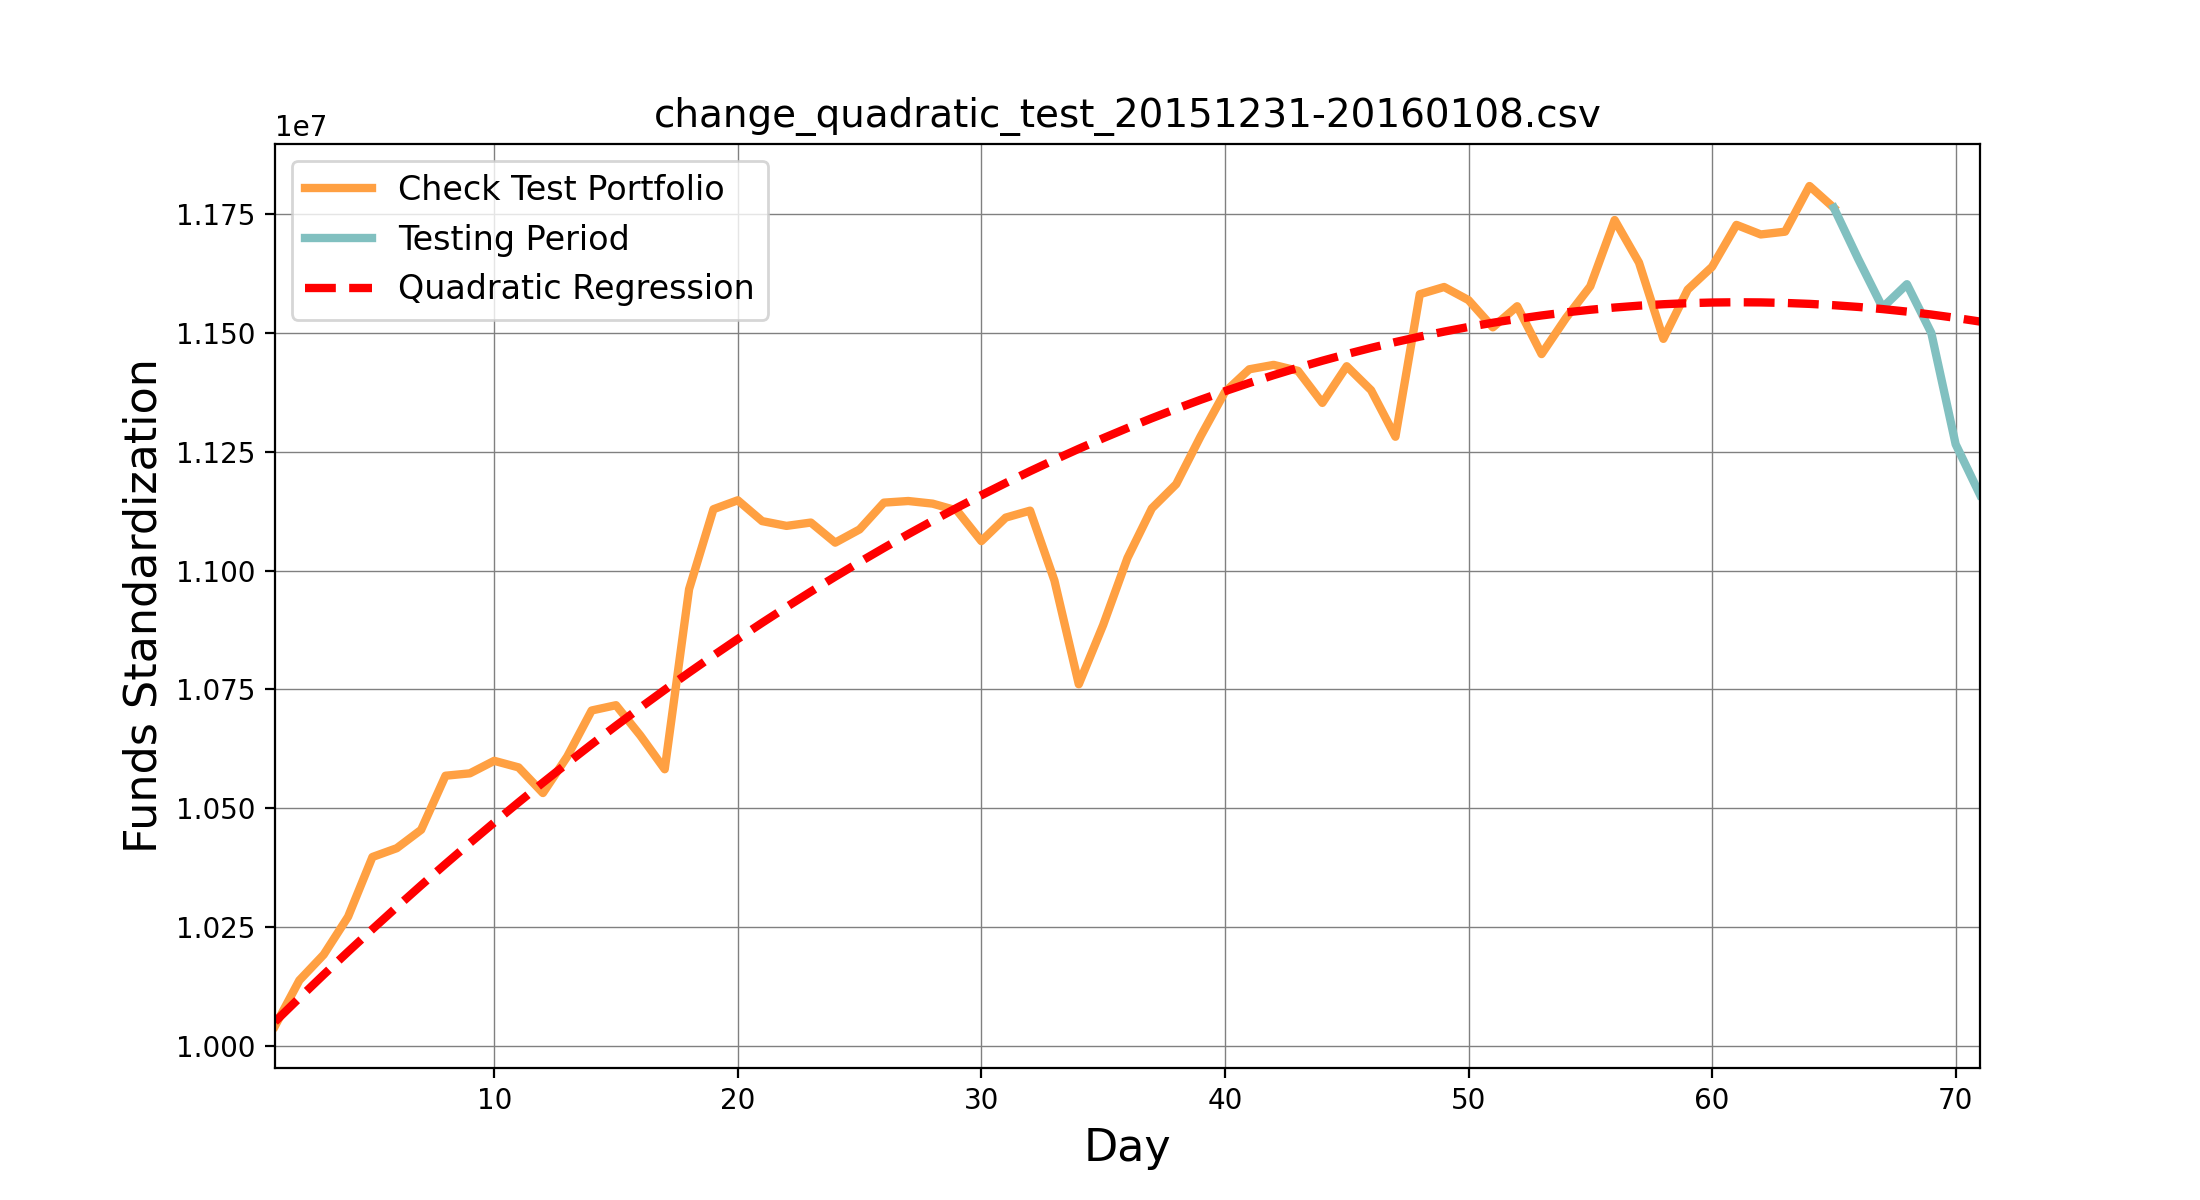 change_quadratic_test_20151231-20160108.csv
1e7
Check Test Portfolio
Testing Period
Quadratic Regression
Funds Standardization
1.175
1.150
1.125
1.100
1.075
1.050
1.025
1.000
10 20 30 40 50 60 70
Day